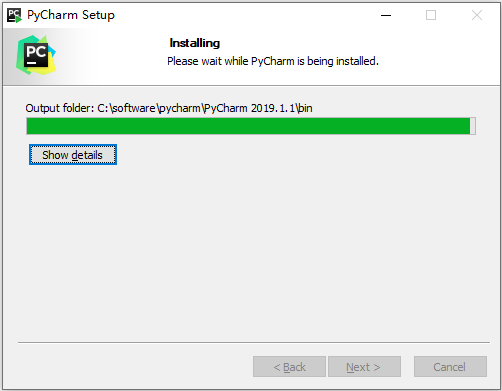 PC PyCharm Setup
PC
Installing
Please wait while PyCharm is being installed.
Output folder: C:\software\pycharm\PyCharm 2019.1.1\bin
Show details
< Back Next > Cancel